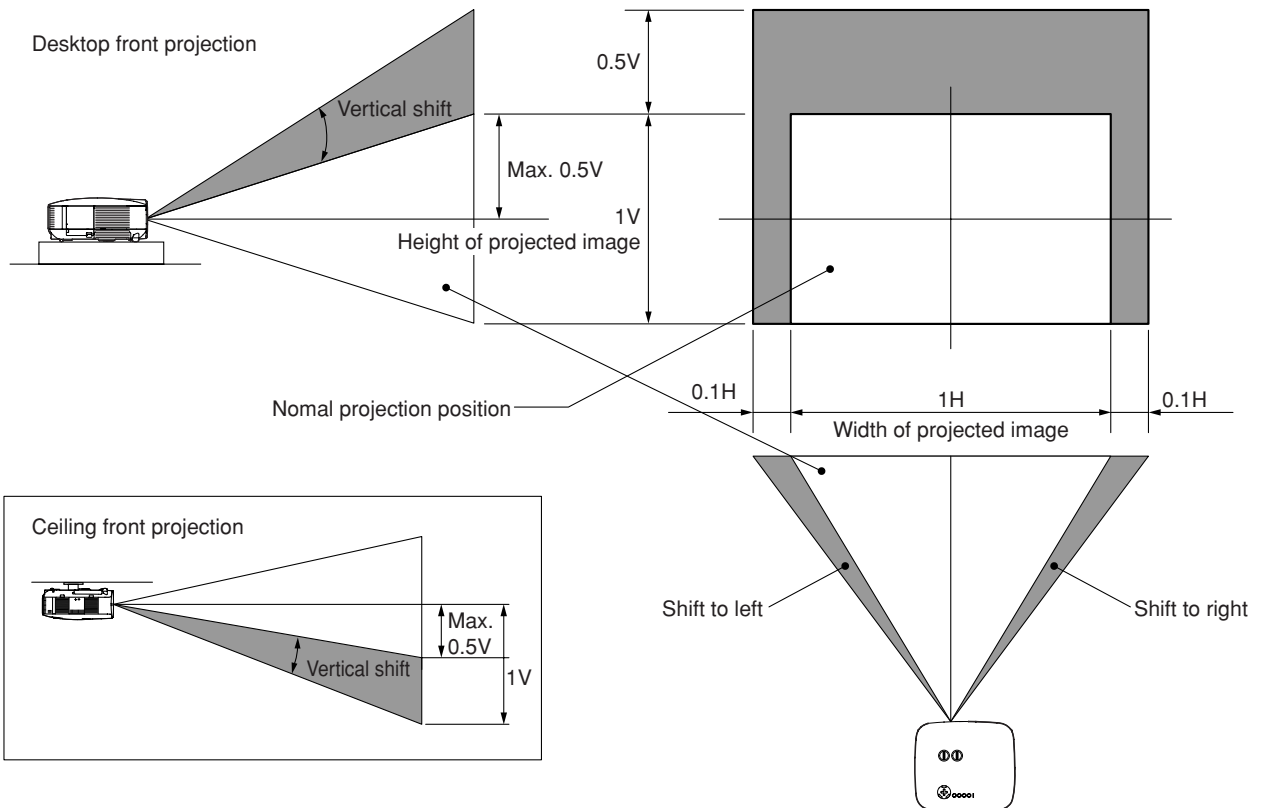 Desktop front projection
0.5V
Vertical shift
Max. 0.5V
1V
Height of projected image
Nomal projection position
0.1H
1H
0.1H
Width of projected image
Ceiling front projection
Max.
0.5V
Vertical shift
1V
Shift to left
Shift to right